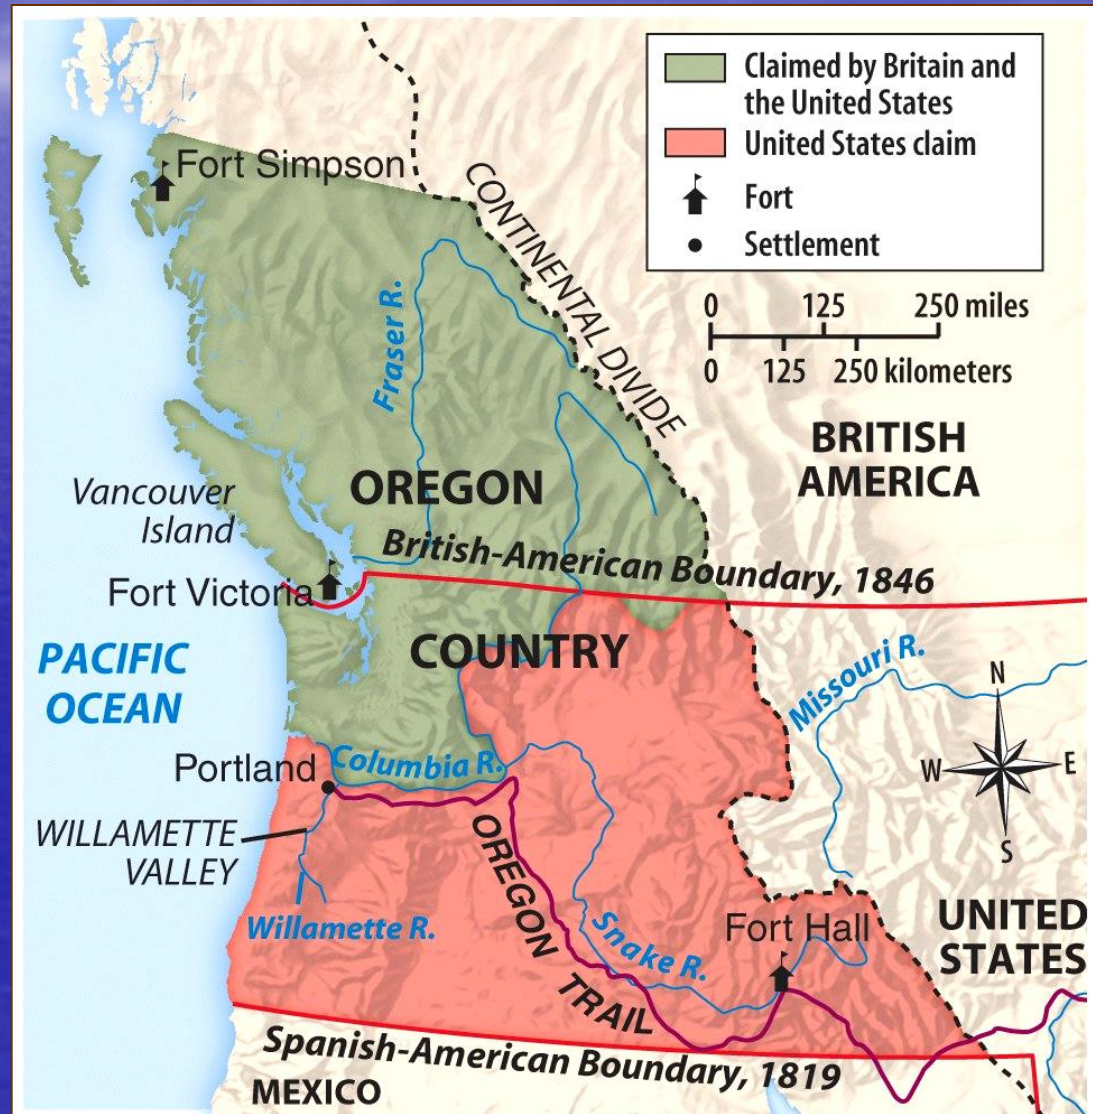 Claimed by Britain and
the United States
United States claim
Fort
Settlement
0 125 250 miles
0 125 250 kilometers
Fort Simpson
CONTINENTAL DIVIDE
Fraser R.
BRITISH
AMERICA
OREGON
Vancouver
Island
British-American Boundary, 1846
Fort Victoria
COUNTRY
PACIFIC
OCEAN
Missouri R.
N
W E
S
Portland
Columbia R.
WILLAMETTE
VALLEY
OREGON TRAIL
Willamette R.
Snake R.
Fort Hall
UNITED
STATES
Spanish-American Boundary, 1819
MEXICO